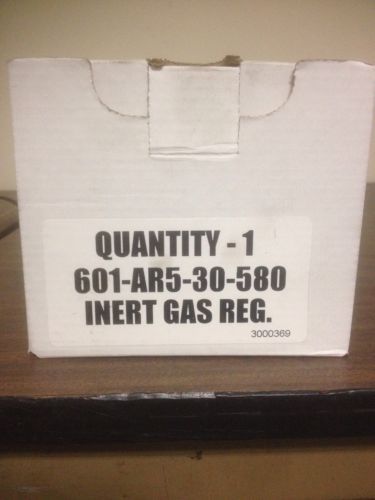 QUANTITY - 1
601-AR5-30-580
INERT GAS REG.
3000369